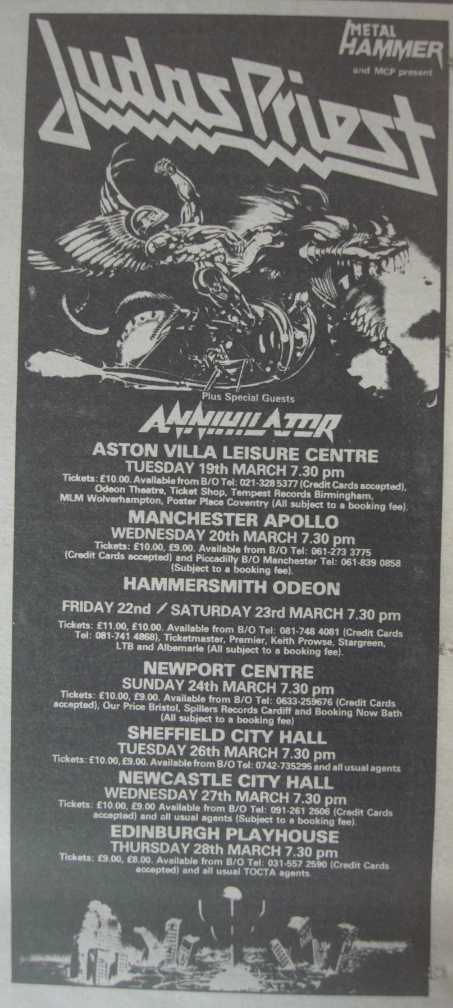 METAL
HAMMER
and MCP present
Judas Priest
Plus Special Guests
ANNIHILATOR
ASTON VILLA LEISURE CENTRE
TUESDAY 19th MARCH 7.30 pm
Tickets: £10.00. Available from B/O Tel: 021-328 5377 (Credit Cards accepted),
Odeon Theatre, Ticket Shop, Tempest Records Birmingham,
MLM Wolverhampton, Poster Place Coventry (All subject to a booking fee).
MANCHESTER APOLLO
WEDNESDAY 20th MARCH 7.30 pm
Tickets: £10.00, £9.00. Available from B/O Tel: 061-273 3775
(Credit Cards accepted) and Piccadilly B/O Manchester Tel: 061-839 0858
(Subject to a booking fee).
HAMMERSMITH ODEON
FRIDAY 22nd / SATURDAY 23rd MARCH 7.30 pm
Tickets: £11.00, £10.00. Available from B/O Tel: 081-748 4081 (Credit Cards
Tel: 081-741 4868), Ticketmaster, Premier, Keith Prowse, Stargreen,
LTB and Albemarle (All subject to a booking fee).
NEWPORT CENTRE
SUNDAY 24th MARCH 7.30 pm
Tickets: £10.00, £9.00. Available from B/O Tel: 0633-259676 (Credit Cards
accepted), Our Price Bristol, Spillers Records Cardiff and Booking Now Bath
(All subject to a booking fee)
SHEFFIELD CITY HALL
TUESDAY 26th MARCH 7.30 pm
Tickets: £10.00, £9.00. Available from B/O Tel: 0742-735295 and all usual agents
NEWCASTLE CITY HALL
WEDNESDAY 27th MARCH 7.30 pm
Tickets: £10.00, £9.00 Available from B/O Tel: 091-261 2606 (Credit Cards
accepted) and all usual agents (Subject to a booking fee).
EDINBURGH PLAYHOUSE
THURSDAY 28th MARCH 7.30 pm
Tickets: £9.00, £8.00. Available from B/O Tel: 031-557 2590 (Credit Cards
accepted) and all usual TOCTA agents.